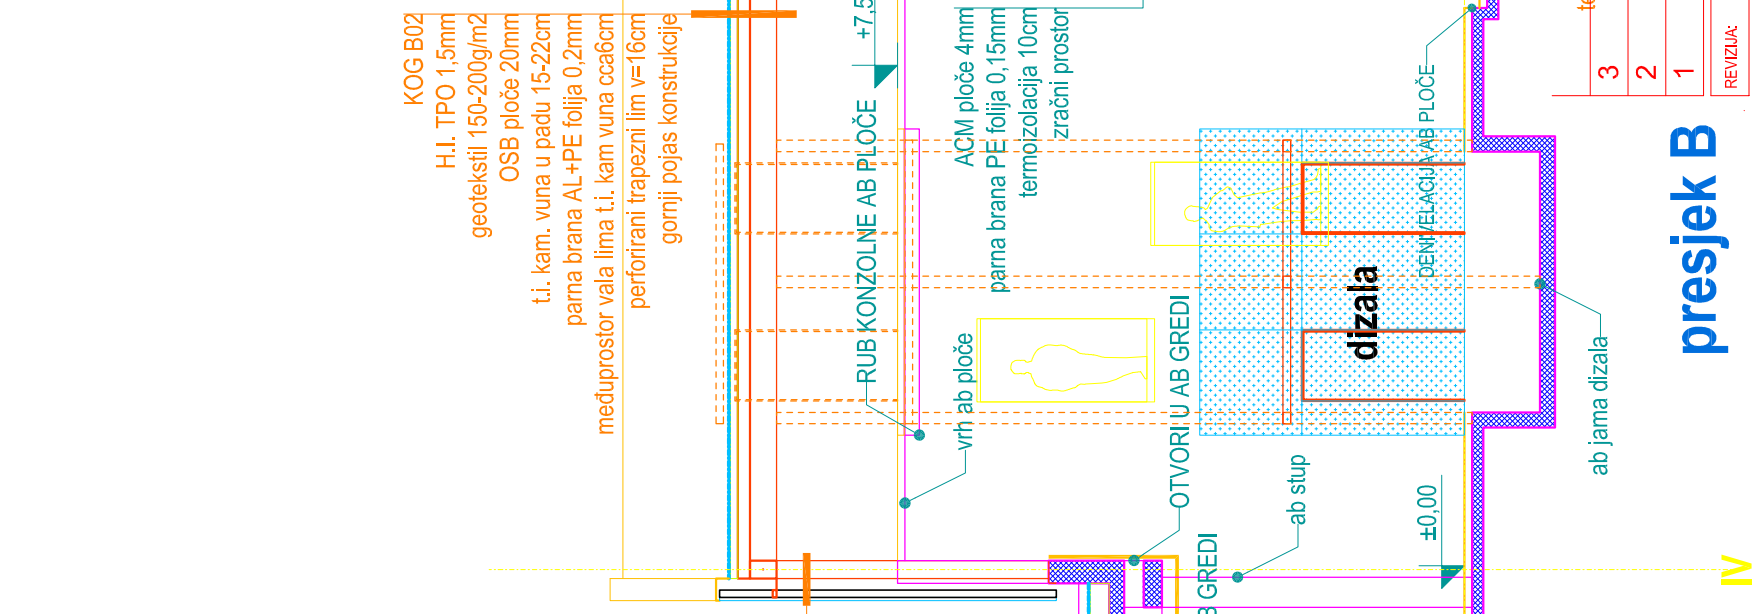 KOG B02
H.I. TPO 1,5mm
geotekstil 150-200g/m2
OSB ploče 20mm
t.i. kam. vuna u padu 15-22cm
parna brana AL+PE folija 0,2mm
međuprostor vala lima t.i. kam vuna cca6cm
perforirani trapezni lim v=16cm
gornji pojas konstrukcije
+7,5
RUB KONZOLNE AB PLOČE
ACM ploče 4mm
parna brana PE folija 0,15mm
termoizolacija 10cm
zračni prostor
vrh ab ploče
OTVORI U AB GREDI
B GREDI
ab stup
dizala
DENIVELACIJA AB PLOČE
±0,00
ab jama dizala
3
2
1
REVIZIJA:
presjek B
IV